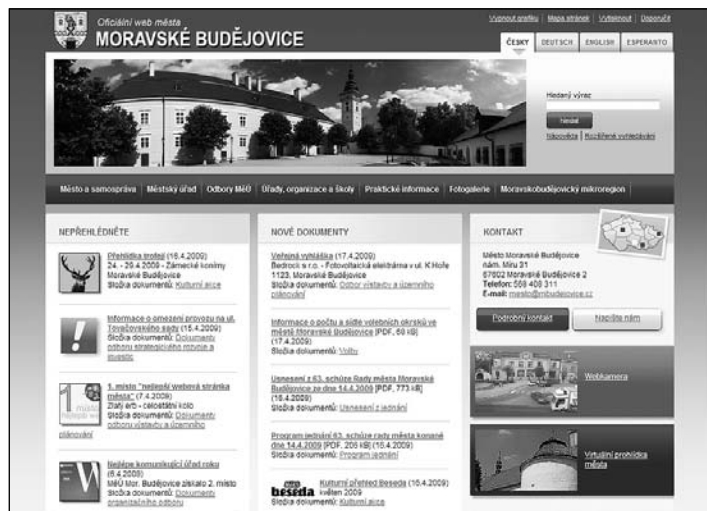 Oficiální web města
MORAVSKÉ BUDĚJOVICE
Vypnout grafiku | Mapa stránek | Vytisknout | Doporučit
ČESKY
DEUTSCH
ENGLISH
ESPERANTO
Hledaný výraz
hledat
Nápověda | Rozšířené vyhledávání
Město a samospráva | Městský úřad | Odbory MěÚ | Úřady, organizace a školy | Praktické informace | Fotogalerie | Moravskobudějovický mikroregion |
NEPŘEHLÉDNĚTE
Přehlídka trofejí (16.4.2009)
24. - 29.4.2009 - Zámecké konírny
Moravské Budějovice
Složka dokumentů: Kulturní akce
Informace o omezení provozu na ul.
Tovačovského sady (15.4.2009)
Složka dokumentů: Dokumenty
odboru strategického rozvoje a
investic
1. místo "nejlepší webová stránka
města" (7.4.2009)
Zlatý erb - celostátní kolo
Složka dokumentů: Dokumenty
odboru výstavby a územního
plánování
Nejlépe komunikující úřad roku
(6.4.2009)
MěÚ Mor. Budějovice získalo 2. místo
Složka dokumentů: Dokumenty
organizačního odboru
NOVÉ DOKUMENTY
Veřejná vyhláška (17.4.2009)
Bedrock s.r.o. - Fotovoltaická elektrárna v ul. K Hoře
1123, Moravské Budějovice
Složka dokumentů: Odbor výstavby a územního
plánování
Informace o počtu a sídle volebních okrsků ve
městě Moravské Budějovice [PDF, 68 kB]
(17.4.2009)
Složka dokumentů: Volby
Usnesení z 63. schůze Rady města Moravské
Budějovice ze dne 14.4.2009 [PDF, 773 kB]
(16.4.2009)
Složka dokumentů: Usnesení z jednání
Program jednání 63. schůze rady města konané
dne 14.4.2009 [PDF, 206 kB] (16.4.2009)
Složka dokumentů: Program jednání
beseda
Kulturní přehled Beseda (16.4.2009)
květen 2009
Složka dokumentů: Kulturní akce
KONTAKT
Město Moravské Budějovice
nám. Míru 31
67602 Moravské Budějovice 2
Telefon: 568 408 311
E-mail: mesto@mbudejovice.cz
Podrobný kontakt
Napište nám
Webkamera
Virtuální prohlídka
města